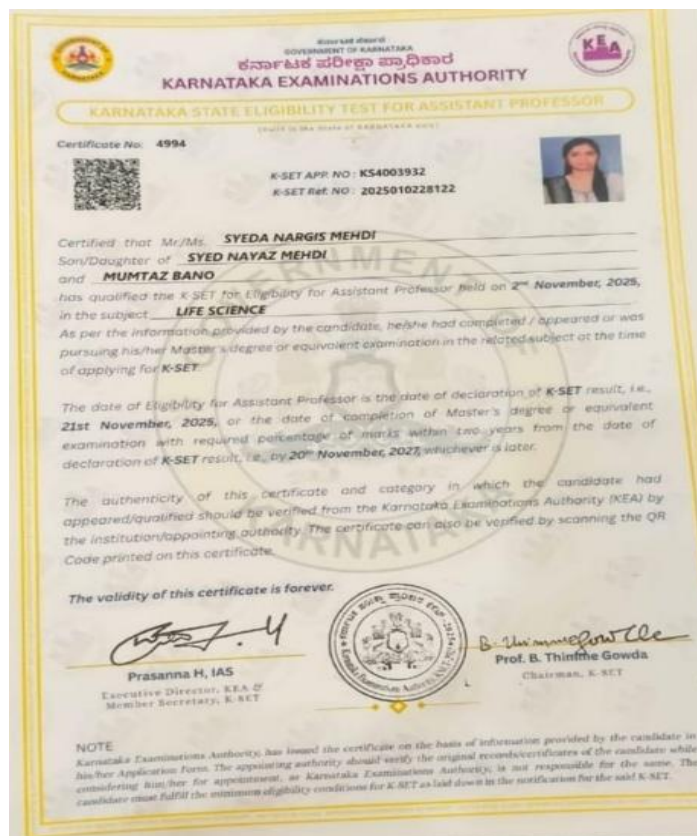 ಕರ್ನಾಟಕ ಸರ್ಕಾರ
GOVERNMENT OF KARNATAKA
ಕರ್ನಾಟಕ ಪರೀಕ್ಷಾ ಪ್ರಾಧಿಕಾರ
KARNATAKA EXAMINATIONS AUTHORITY
KEA
KARNATAKA STATE ELIGIBILITY TEST FOR ASSISTANT PROFESSOR
Certificate No: 4994
K-SET APP. NO : KS4003932
K-SET Ref. NO : 2025010228122
Certified that Mr/Ms. SYEDA NARGIS MEHDI
Son/Daughter of SYED NAYAZ MEHDI
and MUMTAZ BANO
has qualified the K-SET for Eligibility for Assistant Professor held on 2nd November, 2025,
in the subject LIFE SCIENCE
As per the information provided by the candidate, he/she had completed / appeared or was
pursuing his/her Master's degree or equivalent examination in the related subject at the time
of applying for K-SET.
The date of Eligibility for Assistant Professor is the date of declaration of K-SET result, i.e.,
21st November, 2025, or the date of completion of Master's degree or equivalent
examination with required percentage of marks within two years from the date of
declaration of K-SET result, i.e., by 20th November, 2027, whichever is later.
The authenticity of this certificate and category in which the candidate had
appeared/qualified should be verified from the Karnataka Examinations Authority (KEA) by
the institution/appointing authority. The certificate can also be verified by scanning the QR
Code printed on this certificate.
GOVERNMENT OF
KARNATAKA
The validity of this certificate is forever.
B. Thimmegowda
Prasanna H, IAS
Executive Director, KEA &
Member Secretary, K-SET
Prof. B. Thimme Gowda
Chairman, K-SET
NOTE
Karnataka Examinations Authority, has issued the certificate on the basis of information provided by the candidate in
his/her Application Form. The appointing authority should verify the original records/certificates of the candidate while
considering him/her for appointment, as Karnataka Examinations Authority, is not responsible for the same. The
candidate must fulfill the minimum eligibility conditions for K-SET as laid down in the notification for the said K-SET.